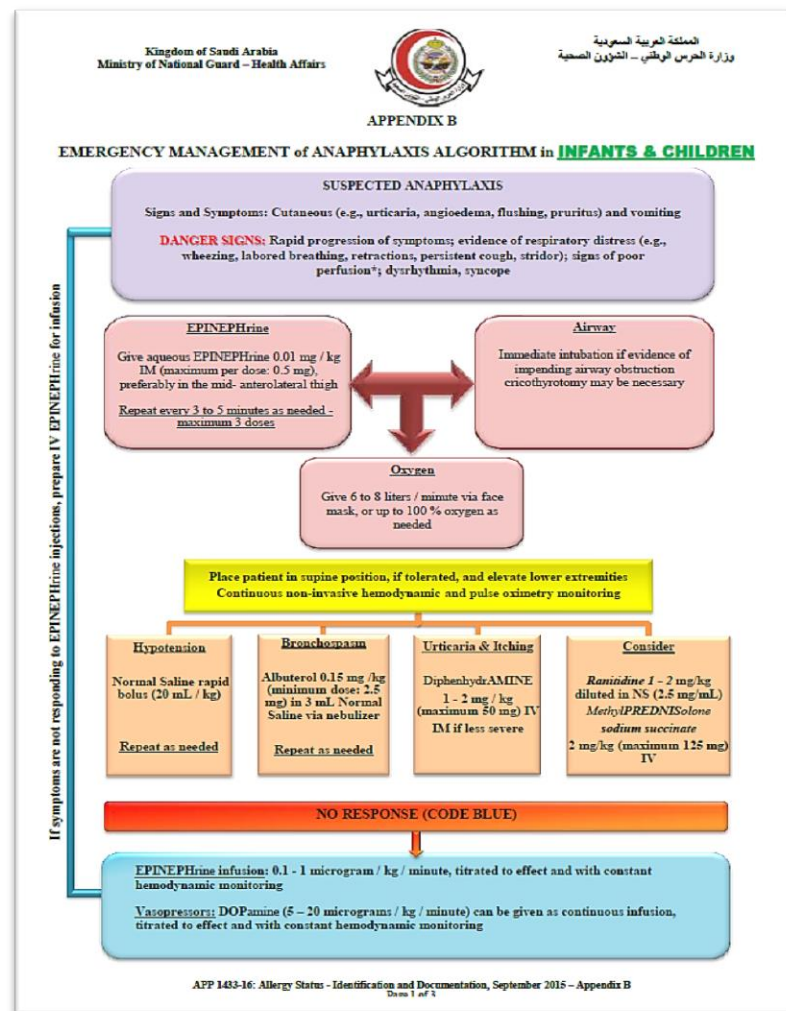 Kingdom of Saudi Arabia
Ministry of National Guard – Health Affairs
المملكة العربية السعودية
وزارة الحرس الوطني – الشؤون الصحية
APPENDIX B
EMERGENCY MANAGEMENT of ANAPHYLAXIS ALGORITHM in INFANTS & CHILDREN
SUSPECTED ANAPHYLAXIS
Signs and Symptoms: Cutaneous (e.g., urticaria, angioedema, flushing, pruritus) and vomiting
DANGER SIGNS: Rapid progression of symptoms; evidence of respiratory distress (e.g.,
wheezing, labored breathing, retractions, persistent cough, stridor); signs of poor
perfusion*; dysrhythmia, syncope
EPINEPHrine
Give aqueous EPINEPHrine 0.01 mg / kg
IM (maximum per dose: 0.5 mg),
preferably in the mid- anterolateral thigh
Repeat every 3 to 5 minutes as needed -
maximum 3 doses
Airway
Immediate intubation if evidence of
impending airway obstruction
cricothyrotomy may be necessary
Oxygen
Give 6 to 8 liters / minute via face
mask, or up to 100 % oxygen as
needed
Place patient in supine position, if tolerated, and elevate lower extremities
Continuous non-invasive hemodynamic and pulse oximetry monitoring
Hypotension
Normal Saline rapid
bolus (20 mL / kg)
Repeat as needed
Bronchospasm
Albuterol 0.15 mg /kg
(minimum dose: 2.5
mg) in 3 mL Normal
Saline via nebulizer
Repeat as needed
Urticaria & Itching
DiphenhydrAMINE
1 - 2 mg / kg
(maximum 50 mg) IV
IM if less severe
Consider
Ranitidine 1 - 2 mg/kg
diluted in NS (2.5 mg/mL)
MethylPREDNISolone
sodium succinate
2 mg/kg (maximum 125 mg)
IV
If symptoms are not responding to EPINEPHrine injections, prepare IV EPINEPHrine for infusion
NO RESPONSE (CODE BLUE)
EPINEPHrine infusion: 0.1 - 1 microgram / kg / minute, titrated to effect and with constant
hemodynamic monitoring
Vasopressors: DOPamine (5 – 20 micrograms / kg / minute) can be given as continuous infusion,
titrated to effect and with constant hemodynamic monitoring
APP 1433-16: Allergy Status - Identification and Documentation, September 2015 – Appendix B
Page 1 of 3